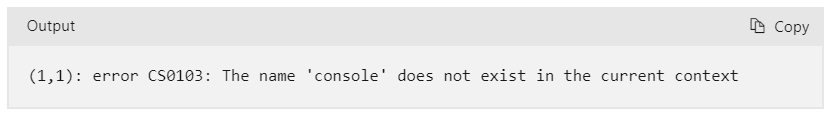 Output
Copy
(1,1): error CS0103: The name 'console' does not exist in the current context